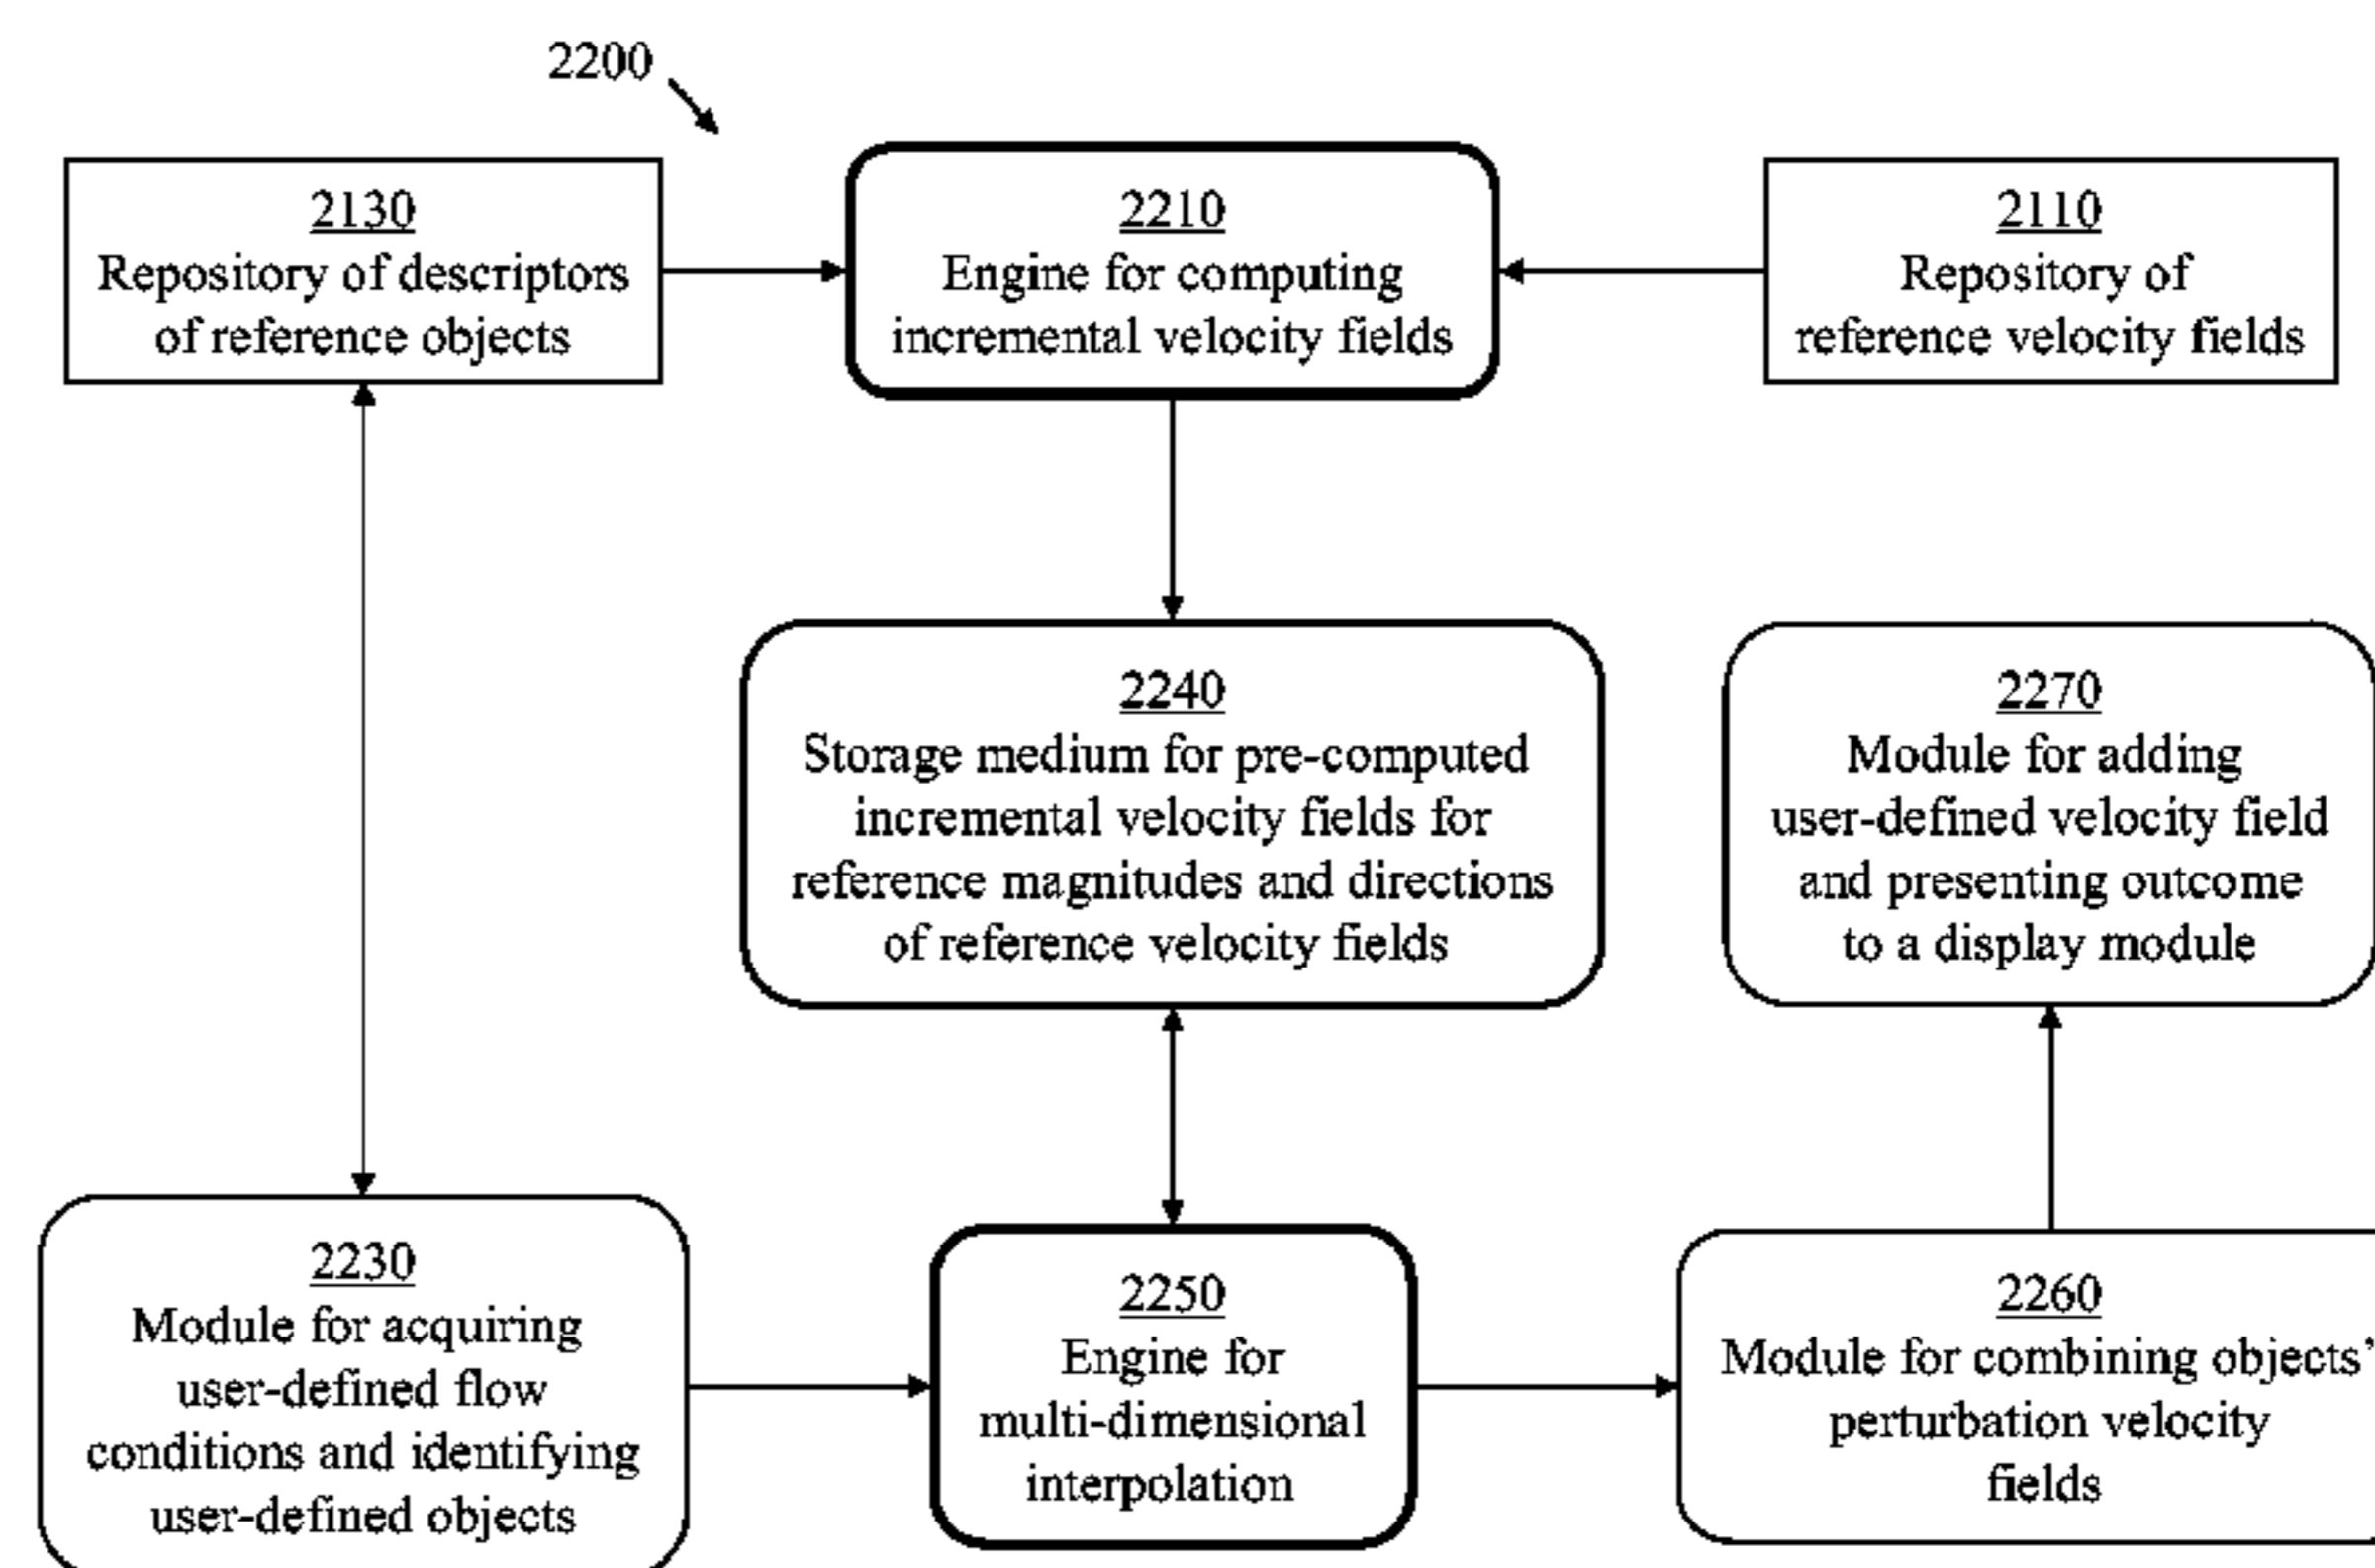 2200
2130
Repository of descriptors
of reference objects
2210
Engine for computing
incremental velocity fields
2110
Repository of
reference velocity fields
2240
Storage medium for pre-computed
incremental velocity fields for
reference magnitudes and directions
of reference velocity fields
2270
Module for adding
user-defined velocity field
and presenting outcome
to a display module
2230
Module for acquiring
user-defined flow
conditions and identifying
user-defined objects
2250
Engine for
multi-dimensional
interpolation
2260
Module for combining objects’
perturbation velocity
fields